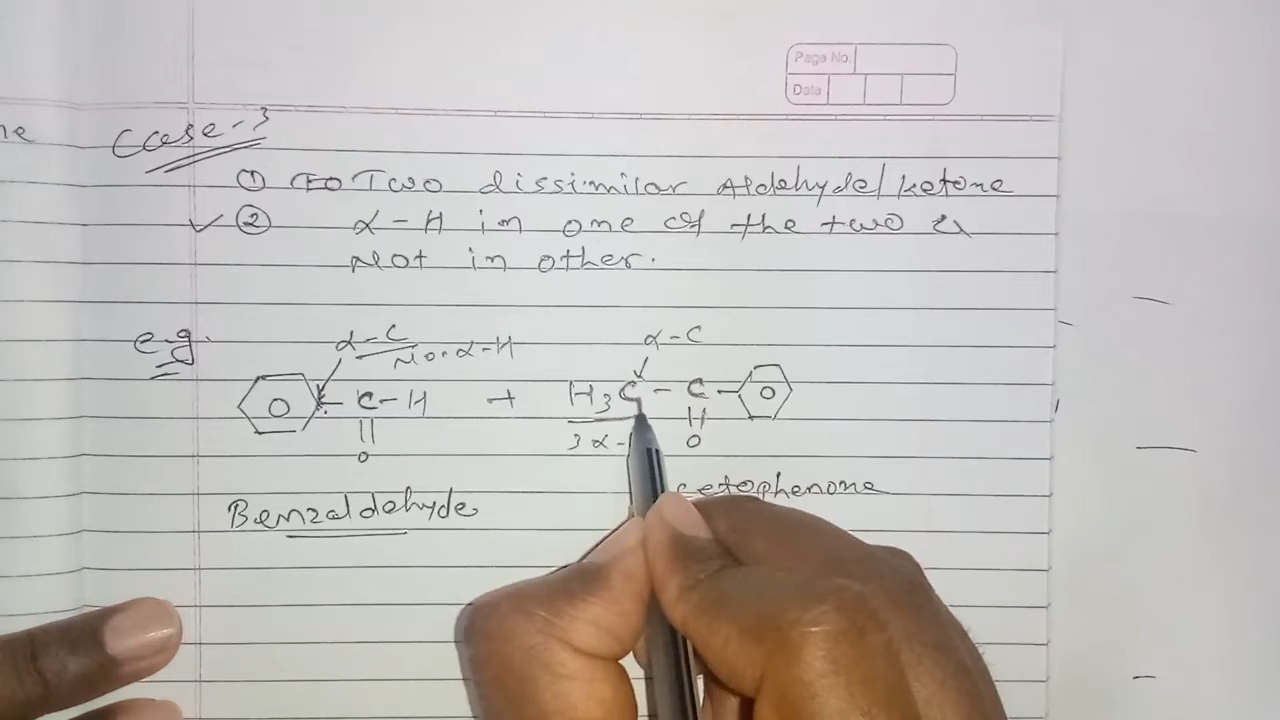 Page No.
Date
Case-3
① Two dissimilar Aldehyde/ketone
② α-H in one of the two &
Not in other.
e.g.
α-C
No α-H
α-C
C-H + H3C - C -
|| ||
O O
3α-
Benzaldehyde
cetophenone